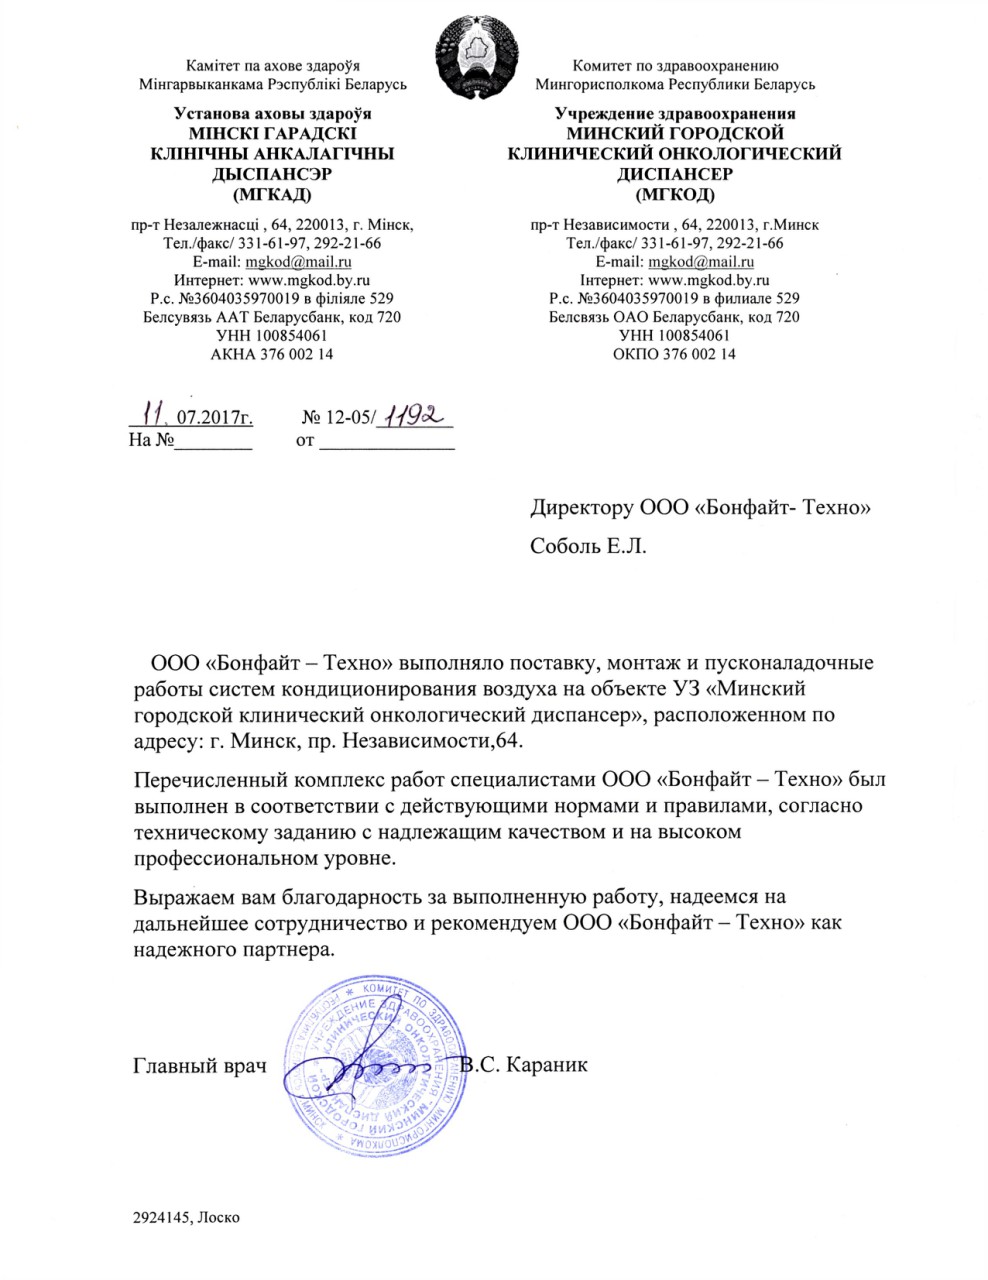 Камітет па ахове здароўя
Мінгарвыканкама Рэспублікі Беларусь
Установа аховы здароўя
МІНСКІ ГАРАДСКІ
КЛІНІЧНЫ АНКАЛАГІЧНЫ
ДЫСПАНСЭР
(МГКАД)
пр-т Незалежнасці , 64, 220013, г. Мінск,
Тел./факс/ 331-61-97, 292-21-66
E-mail: mgkod@mail.ru
Интернет: www.mgkod.by.ru
Р.с. №3604035970019 в філіяле 529
Белсувязь ААТ Беларусбанк, код 720
УНН 100854061
АКНА 376 002 14
Комитет по здравоохранению
Мингорисполкома Республики Беларусь
Учреждение здравоохранения
МИНСКИЙ ГОРОДСКОЙ
КЛИНИЧЕСКИЙ ОНКОЛОГИЧЕСКИЙ
ДИСПАНСЕР
(МГКОД)
пр-т Независимости , 64, 220013, г.Минск
Тел./факс/ 331-61-97, 292-21-66
E-mail: mgkod@mail.ru
Інтернет: www.mgkod.by.ru
Р.с. №3604035970019 в филиале 529
Белсвязь ОАО Беларусбанк, код 720
УНН 100854061
ОКПО 376 002 14
11. 07.2017г. № 12-05/ 1192
На №________ от ______________
Директору ООО «Бонфайт- Техно»
Соболь Е.Л.
ООО «Бонфайт – Техно» выполняло поставку, монтаж и пусконаладочные
работы систем кондиционирования воздуха на объекте УЗ «Минский
городской клинический онкологический диспансер», расположенном по
адресу: г. Минск, пр. Независимости,64.
Перечисленный комплекс работ специалистами ООО «Бонфайт – Техно» был
выполнен в соответствии с действующими нормами и правилами, согласно
техническому заданию с надлежащим качеством и на высоком
профессиональном уровне.
Выражаем вам благодарность за выполненную работу, надеемся на
дальнейшее сотрудничество и рекомендуем ООО «Бонфайт – Техно» как
надежного партнера.
КОМИТЕТ ПО ЗДРАВООХРАНЕНИЮ МИНГОРИСПОЛКОМА
УЧРЕЖДЕНИЕ ЗДРАВООХРАНЕНИЯ "МИНСКИЙ ГОРОДСКОЙ
КЛИНИЧЕСКИЙ ОНКОЛОГИЧЕСКИЙ ДИСПАНСЕР"
Главный врач В.С. Караник
2924145, Лоско